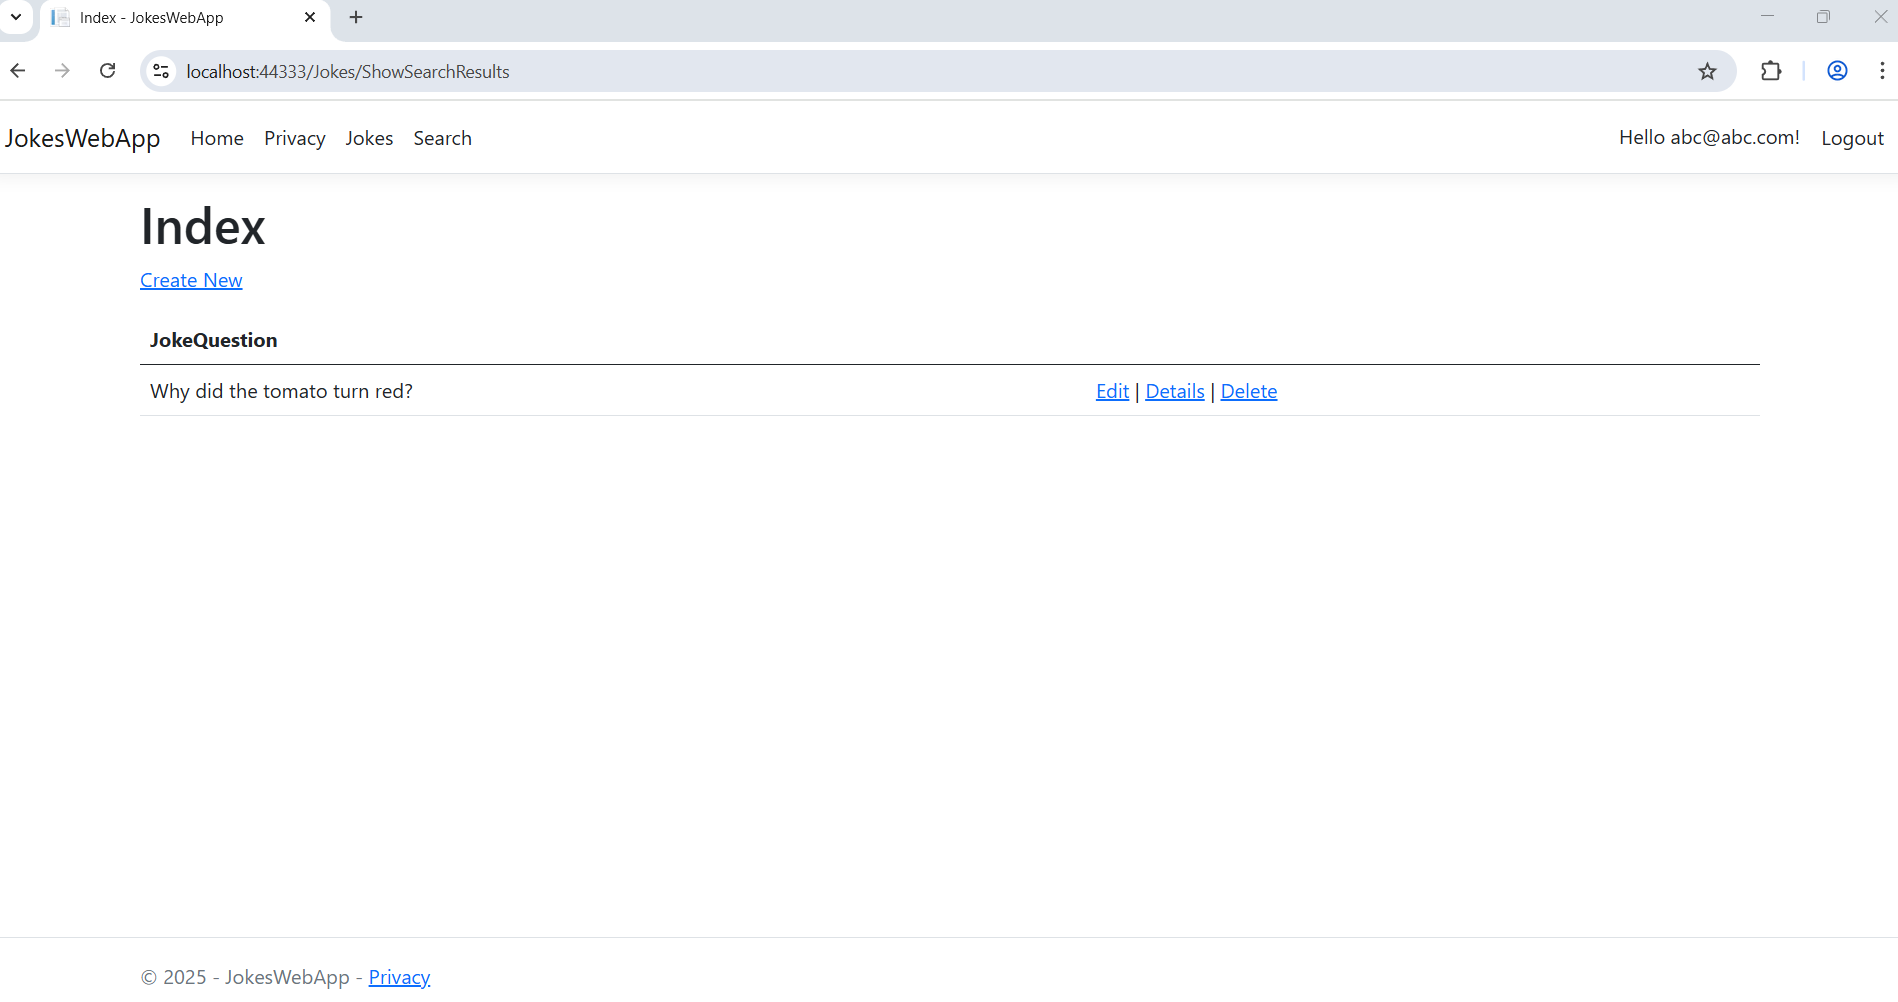 Index - JokesWebApp
localhost:44333/Jokes/ShowSearchResults
JokesWebApp Home Privacy Jokes Search Hello abc@abc.com! Logout
Index
Create New
JokeQuestion
Why did the tomato turn red? Edit | Details | Delete
© 2025 - JokesWebApp - Privacy